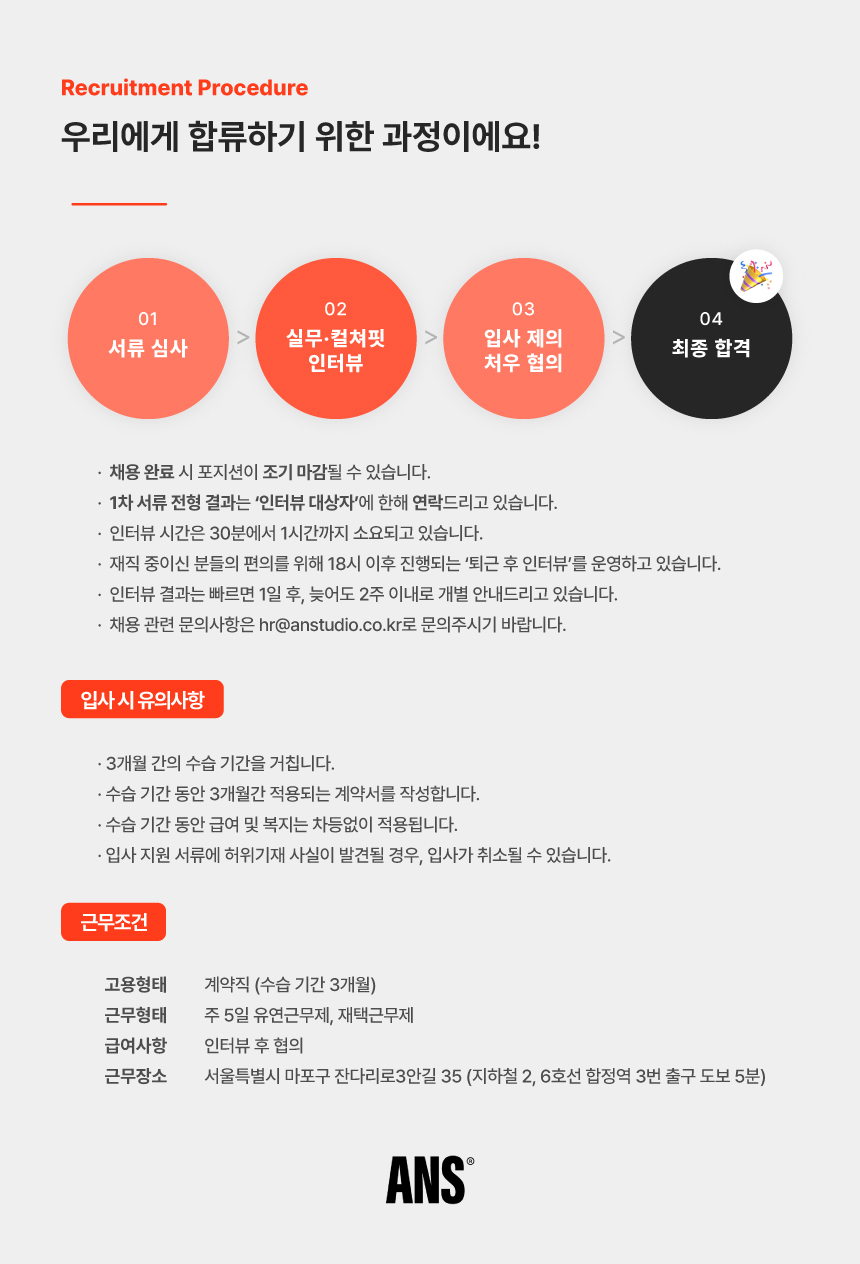 Recruitment Procedure
우리에게 합류하기 위한 과정이에요!
01
서류 심사
>
02
실무·컬쳐핏
인터뷰
>
03
입사 제의
처우 협의
>
04
최종 합격
· 채용 완료 시 포지션이 조기 마감될 수 있습니다.
· 1차 서류 전형 결과는 ‘인터뷰 대상자’에 한해 연락드리고 있습니다.
· 인터뷰 시간은 30분에서 1시간까지 소요되고 있습니다.
· 재직 중이신 분들의 편의를 위해 18시 이후 진행되는 ‘퇴근 후 인터뷰’를 운영하고 있습니다.
· 인터뷰 결과는 빠르면 1일 후, 늦어도 2주 이내로 개별 안내드리고 있습니다.
· 채용 관련 문의사항은 hr@anstudio.co.kr로 문의주시기 바랍니다.
입사 시 유의사항
· 3개월 간의 수습 기간을 거칩니다.
· 수습 기간 동안 3개월간 적용되는 계약서를 작성합니다.
· 수습 기간 동안 급여 및 복지는 차등없이 적용됩니다.
· 입사 지원 서류에 허위기재 사실이 발견될 경우, 입사가 취소될 수 있습니다.
근무조건
고용형태 계약직 (수습 기간 3개월)
근무형태 주 5일 유연근무제, 재택근무제
급여사항 인터뷰 후 협의
근무장소 서울특별시 마포구 잔다리로3안길 35 (지하철 2, 6호선 합정역 3번 출구 도보 5분)
ANS®